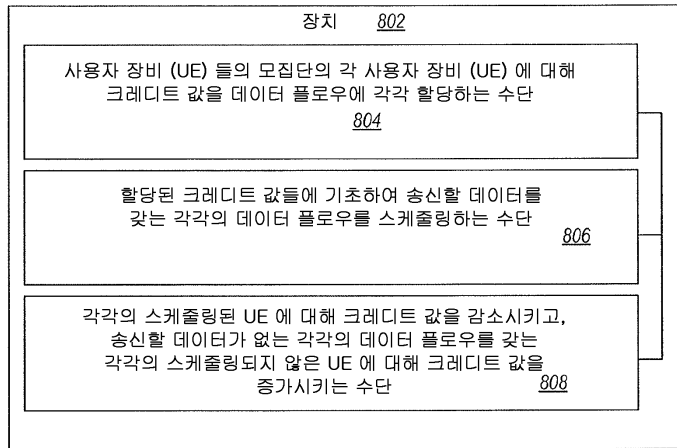 장치 802
사용자 장비 (UE) 들의 모집단의 각 사용자 장비 (UE) 에 대해
크레디트 값을 데이터 플로우에 각각 할당하는 수단
804
할당된 크레디트 값들에 기초하여 송신할 데이터를
갖는 각각의 데이터 플로우를 스케줄링하는 수단
806
각각의 스케줄링된 UE 에 대해 크레디트 값을 감소시키고,
송신할 데이터가 없는 각각의 데이터 플로우를 갖는
각각의 스케줄링되지 않은 UE 에 대해 크레디트 값을
증가시키는 수단 808